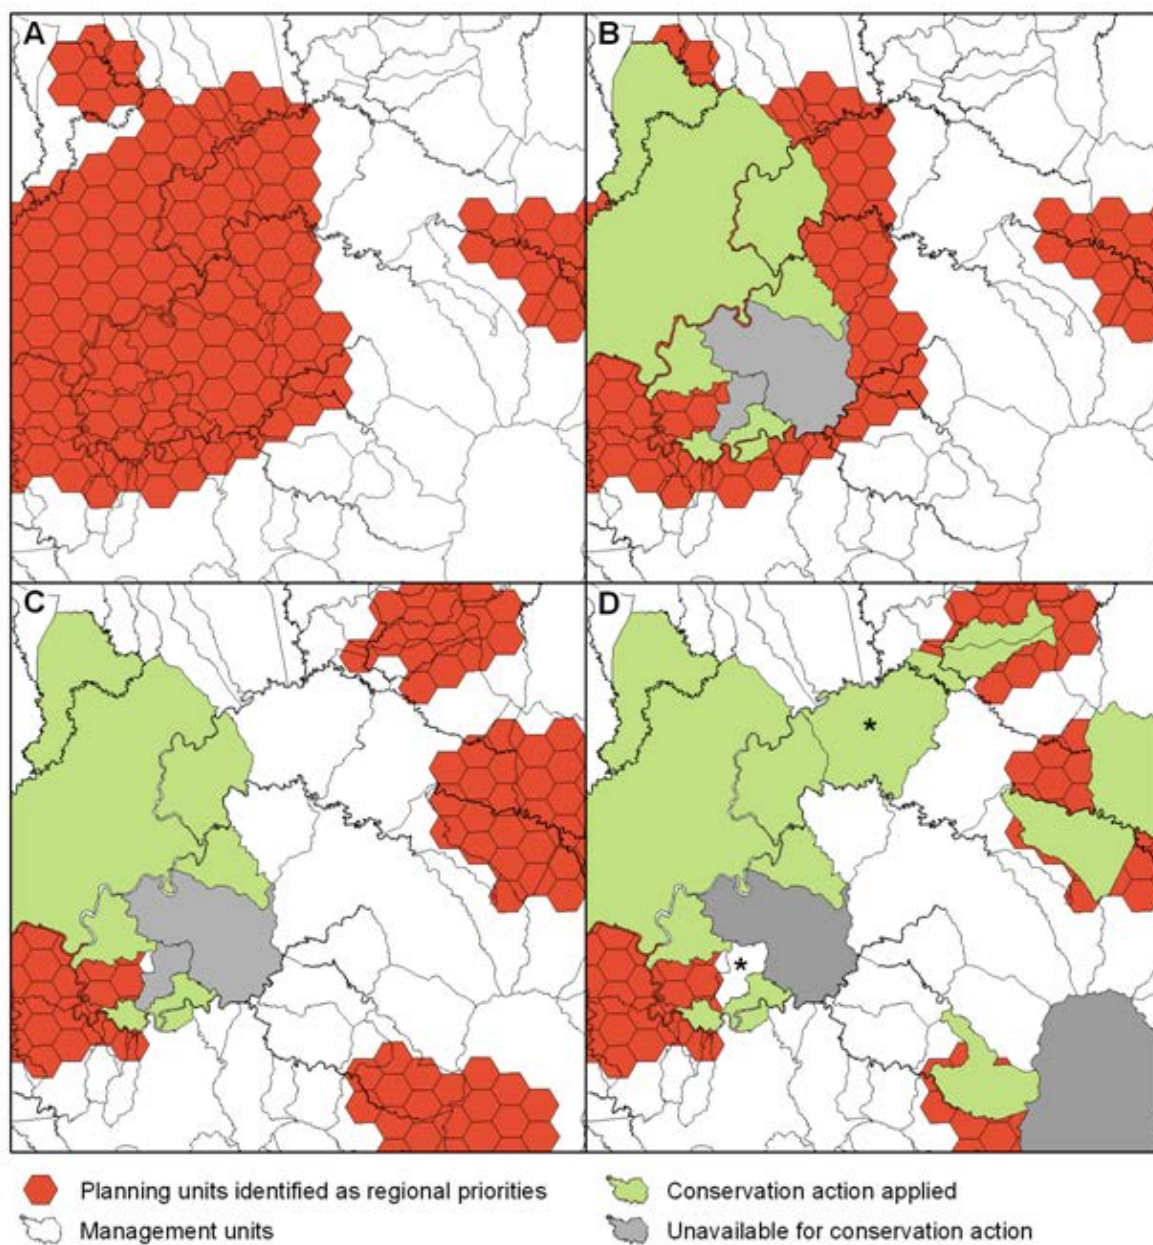 A
B
C
D
*
*
Planning units identified as regional priorities
Conservation action applied
Management units
Unavailable for conservation action